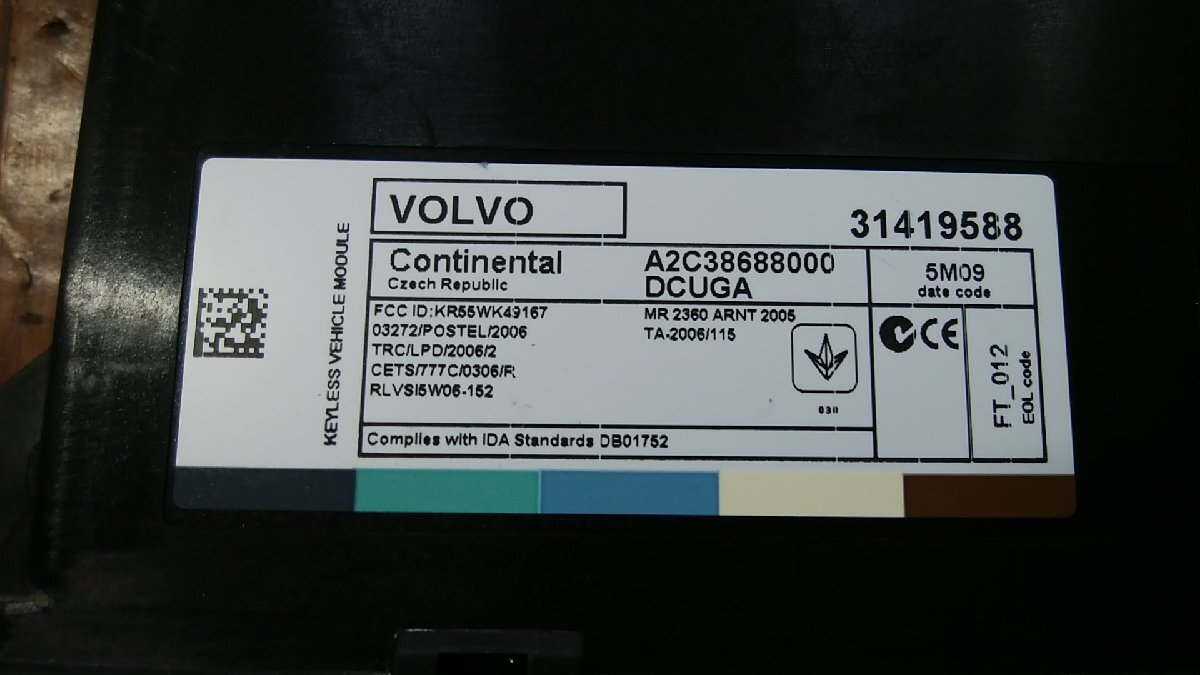 VOLVO
31419588
KEYLESS VEHICLE MODULE
Continental
Czech Republic
A2C38688000
DCUGA
5M09
date code
FCC ID:KR55WK49167
03272/POSTEL/2006
TRC/LPD/2006/2
CETS/777C/0306/R
RLVSI5W06-152
MR 2360 ARNT 2005
TA-2006/115
030
CE
FT_012
EOL code
Complies with IDA Standards DB01752